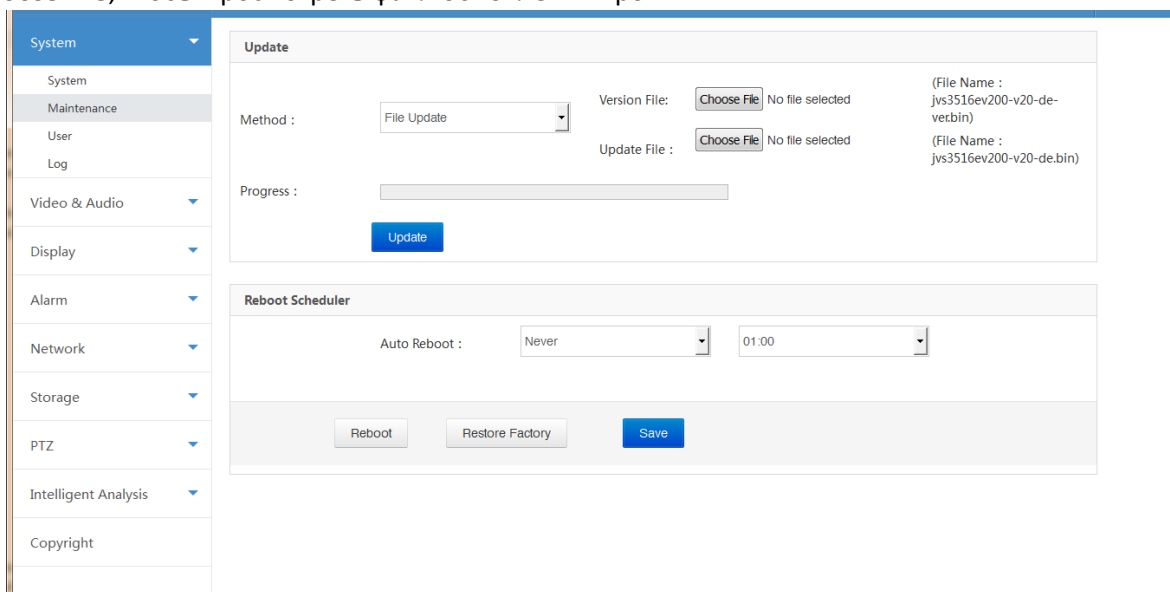 System
System
Maintenance
User
Log
Video & Audio
Display
Alarm
Network
Storage
PTZ
Intelligent Analysis
Copyright
Update
Method :
File Update
Version File:
Choose File No file selected
(File Name :
jvs3516ev200-v20-de-
ver.bin)
Update File :
Choose File No file selected
(File Name :
jvs3516ev200-v20-de.bin)
Progress :
Update
Reboot Scheduler
Auto Reboot :
Never
01:00
Reboot
Restore Factory
Save